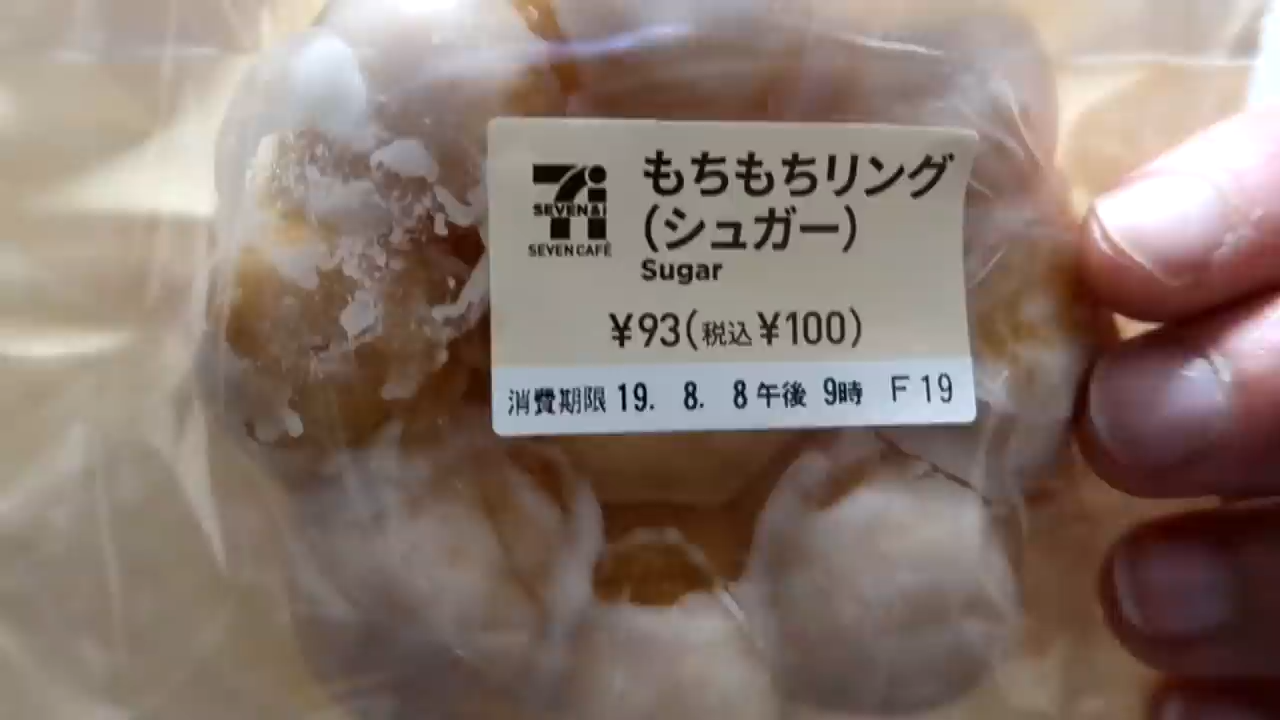 SEVEN&i
SEVEN CAFÉ
もちもちリング
(シュガー)
Sugar
¥93(税込¥100)
消費期限 19. 8. 8午後 9時 F19